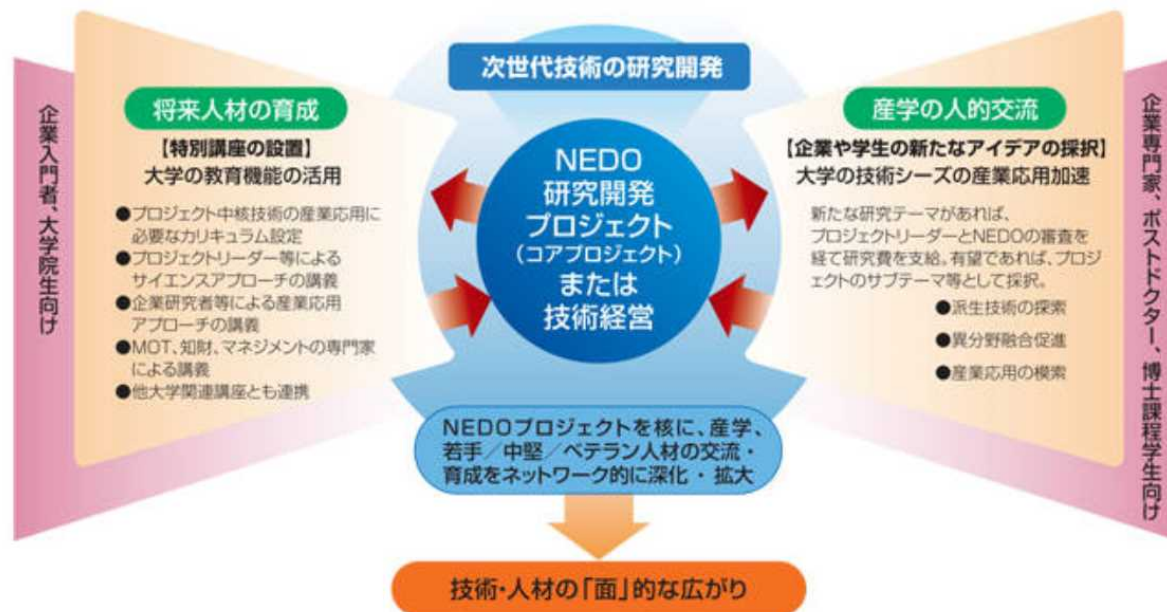 次世代技術の研究開発
企業入門者、大学院生向け
将来人材の育成
【特別講座の設置】
大学の教育機能の活用
●プロジェクト中核技術の産業応用に
必要なカリキュラム設定
●プロジェクトリーダー等による
サイエンスアプローチの講義
●企業研究者等による産業応用
アプローチの講義
●MOT、知財、マネジメントの専門家
による講義
●他大学関連講座とも連携
NEDO
研究開発
プロジェクト
(コアプロジェクト)
または
技術経営
産学の人的交流
【企業や学生の新たなアイデアの採択】
大学の技術シーズの産業応用加速
新たな研究テーマがあれば、
プロジェクトリーダーとNEDOの審査を
経て研究費を支給。有望であれば、プロジ
ェクトのサブテーマ等として採択。
●派生技術の探索
●異分野融合促進
●産業応用の模索
企業専門家、ポストドクター、博士課程学生向け
NEDOプロジェクトを核に、産学、
若手/中堅/ベテラン人材の交流・
育成をネットワーク的に深化・拡大
技術・人材の「面」的な広がり